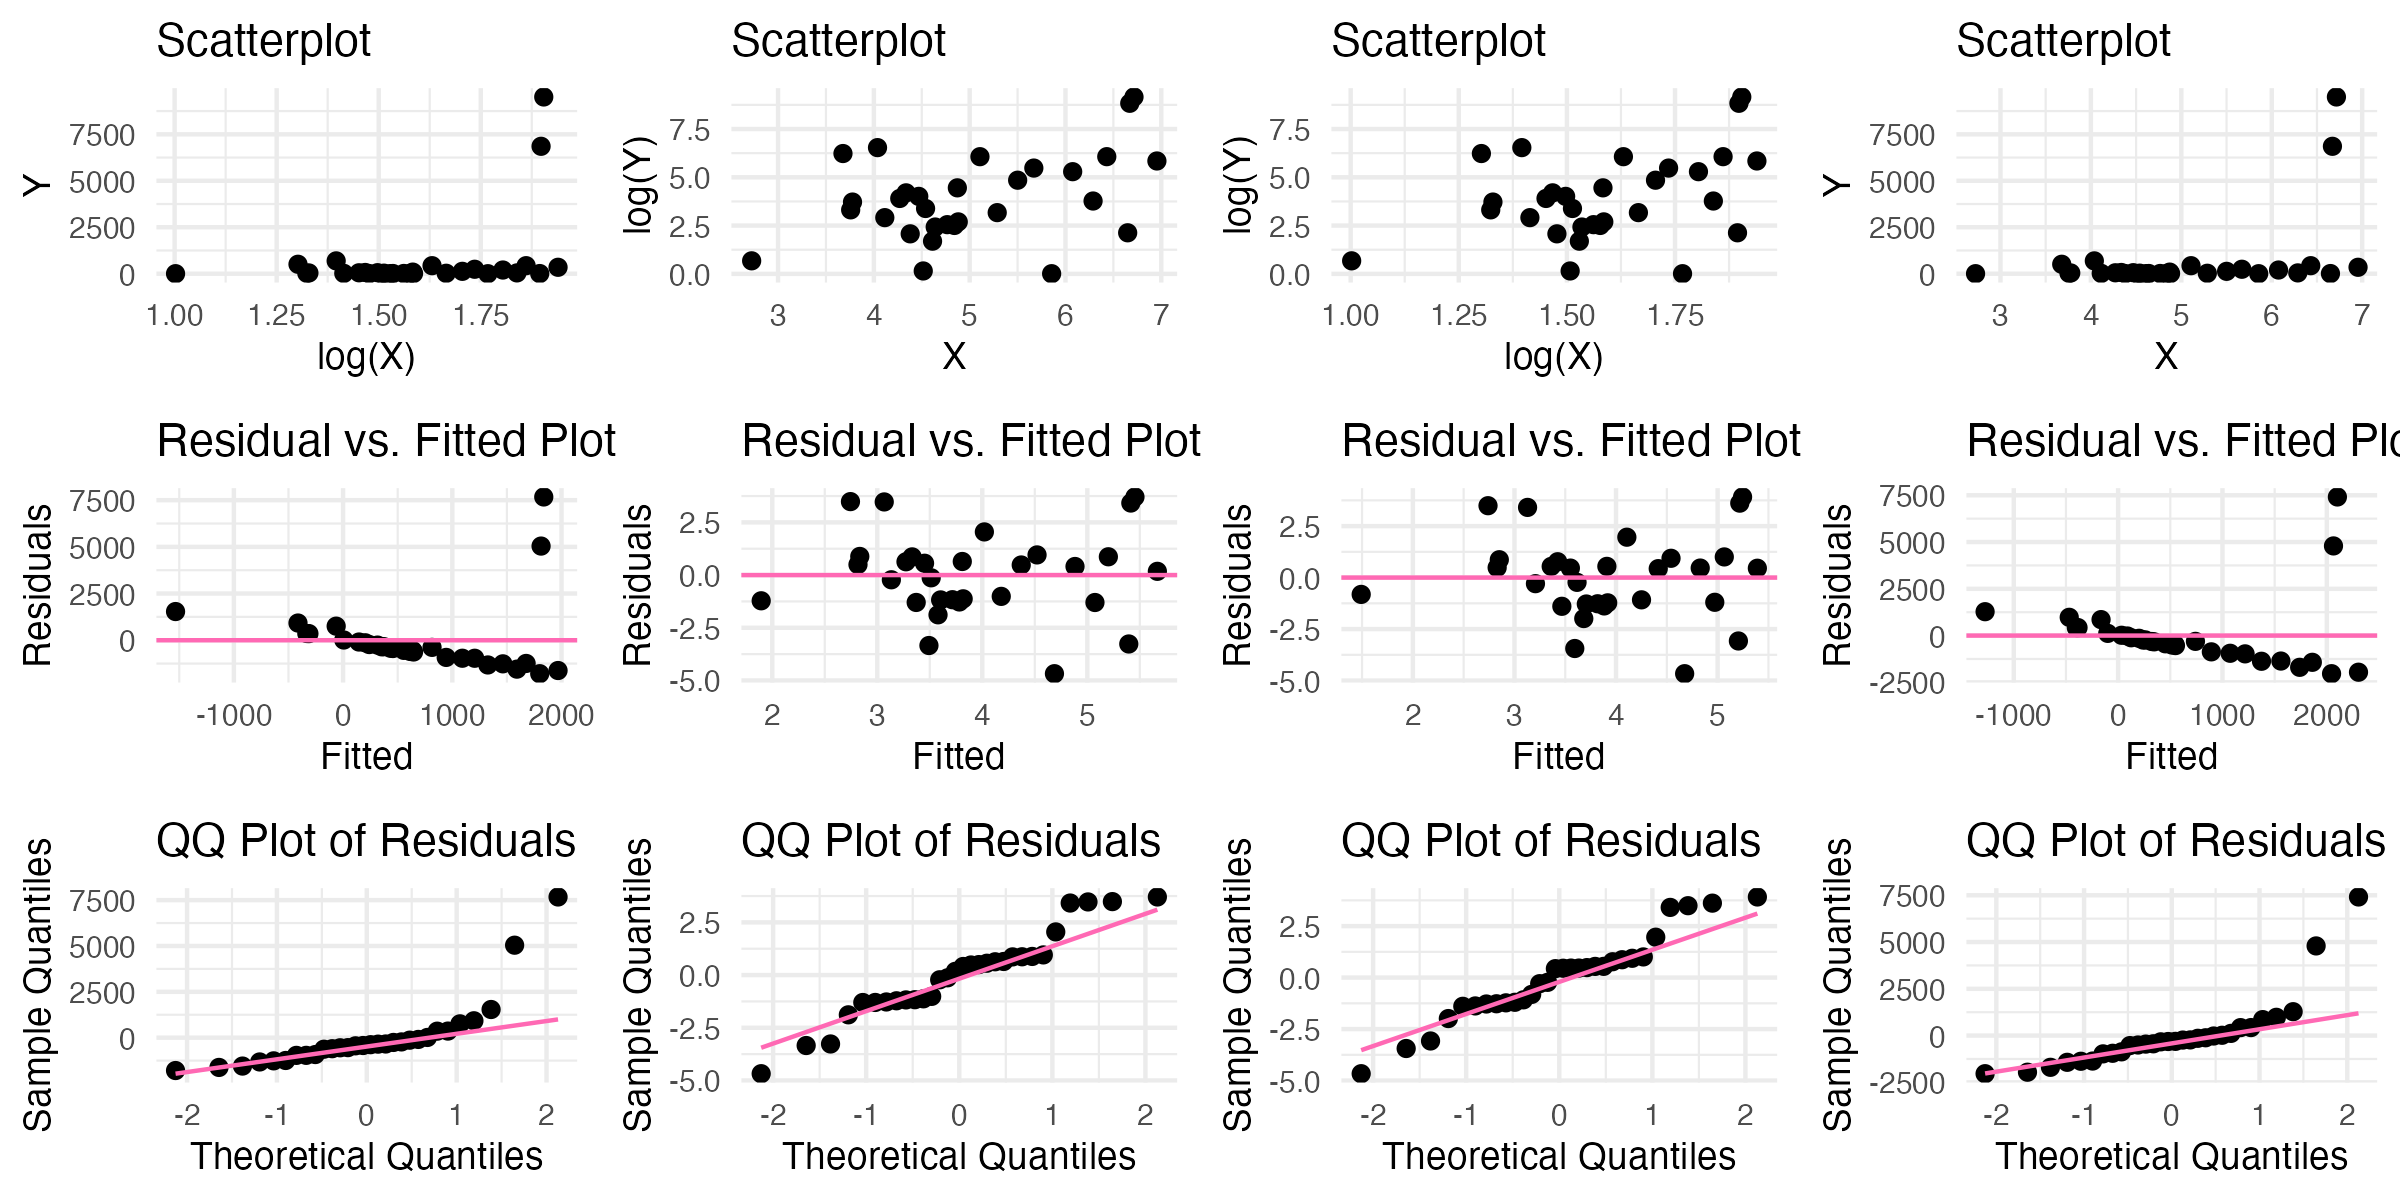 Scatterplot
Y
7500
5000
2500
0
1.00 1.25 1.50 1.75
log(X)
Scatterplot
log(Y)
7.5
5.0
2.5
0.0
3 4 5 6 7
X
Scatterplot
log(Y)
7.5
5.0
2.5
0.0
1.00 1.25 1.50 1.75
log(X)
Scatterplot
Y
7500
5000
2500
0
3 4 5 6 7
X
Residual vs. Fitted Plot
Residuals
7500
5000
2500
0
-1000 0 1000 2000
Fitted
Residual vs. Fitted Plot
Residuals
2.5
0.0
-2.5
-5.0
2 3 4 5
Fitted
Residual vs. Fitted Plot
Residuals
2.5
0.0
-2.5
-5.0
2 3 4 5
Fitted
Residual vs. Fitted Plo
Residuals
7500
5000
2500
0
-2500
-1000 0 1000 2000
Fitted
QQ Plot of Residuals
Sample Quantiles
7500
5000
2500
0
-2 -1 0 1 2
Theoretical Quantiles
QQ Plot of Residuals
Sample Quantiles
2.5
0.0
-2.5
-5.0
-2 -1 0 1 2
Theoretical Quantiles
QQ Plot of Residuals
Sample Quantiles
2.5
0.0
-2.5
-5.0
-2 -1 0 1 2
Theoretical Quantiles
QQ Plot of Residuals
Sample Quantiles
7500
5000
2500
0
-2500
-2 -1 0 1 2
Theoretical Quantiles